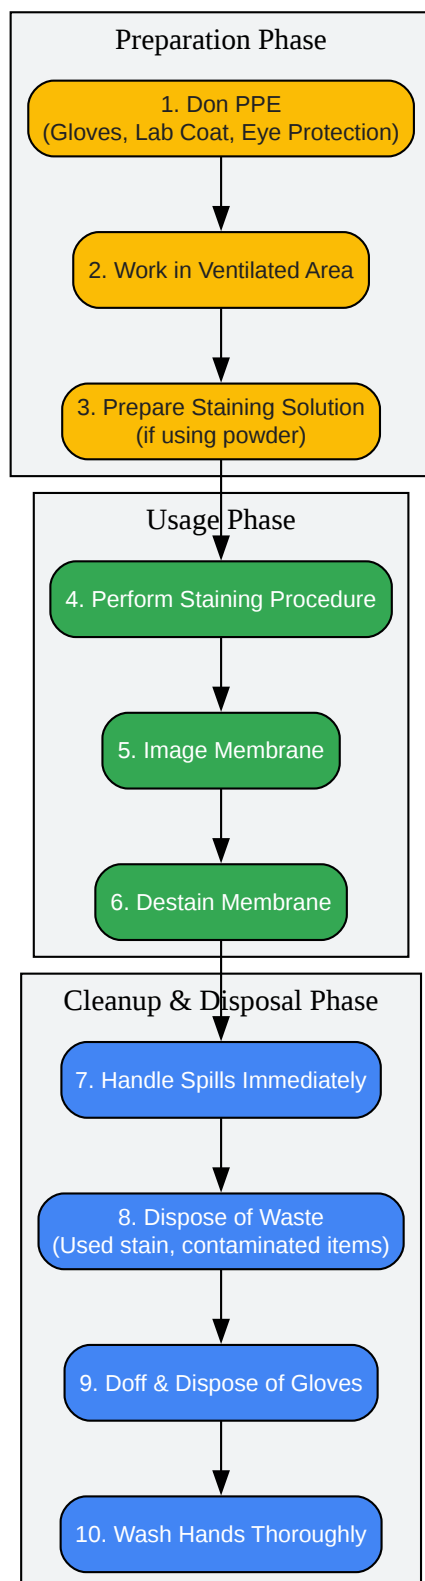 Preparation Phase
1. Don PPE
(Gloves, Lab Coat, Eye Protection)
2. Work in Ventilated Area
3. Prepare Staining Solution
(if using powder)
Usage Phase
4. Perform Staining Procedure
5. Image Membrane
6. Destain Membrane
Cleanup & Disposal Phase
7. Handle Spills Immediately
8. Dispose of Waste
(Used stain, contaminated items)
9. Doff & Dispose of Gloves
10. Wash Hands Thoroughly